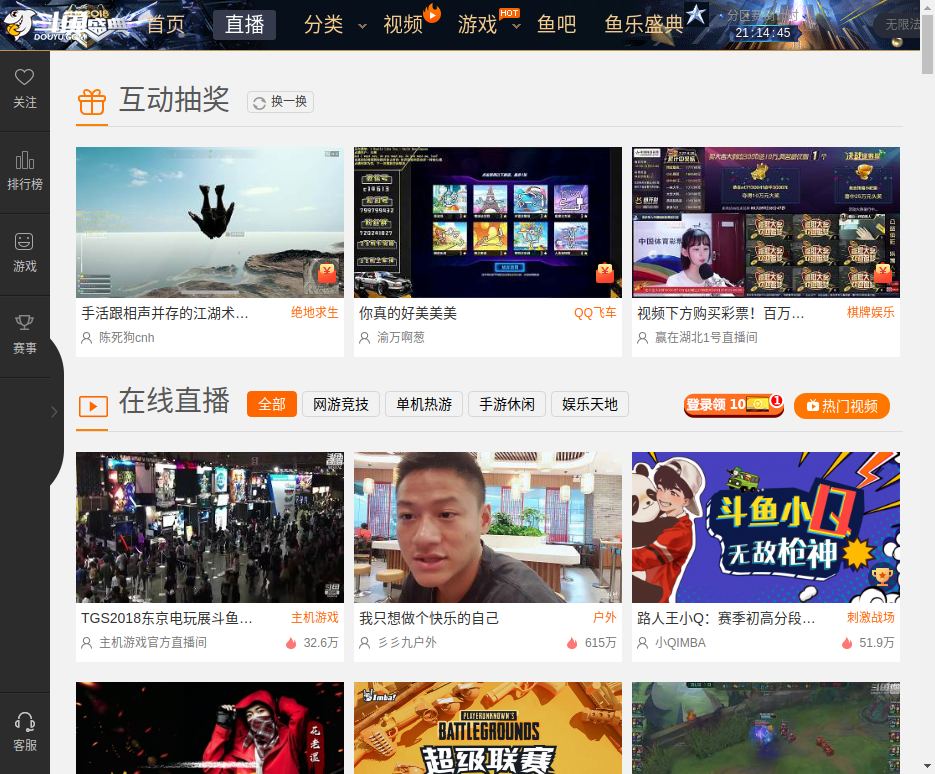 斗鱼 DOUYU.COM 首页 直播 分类 视频 游戏 HOT 鱼吧 鱼乐盛典 分区赛倒计时
21:14:45
无限法
关注
排行榜
游戏
赛事
客服
互动抽奖 换一换
手活跟相声并存的江湖术… 绝地求生
陈死狗cnh
你真的好美美美 QQ飞车
渝万啊葱
视频下方购买彩票！百万… 棋牌娱乐
赢在湖北1号直播间
在线直播 全部 网游竞技 单机热游 手游休闲 娱乐天地 登录领 10 1 热门视频
TGS2018东京电玩展斗鱼… 主机游戏
主机游戏官方直播间 32.6万
我只想做个快乐的自己 户外
彡彡九户外 615万
斗鱼小Q
无敌枪神
路人王小Q：赛季初高分段… 刺激战场
小QIMBA 51.9万
花老湿
Imba!
PLAYERUNKNOWN'S
BATTLEGROUNDS
超级联赛